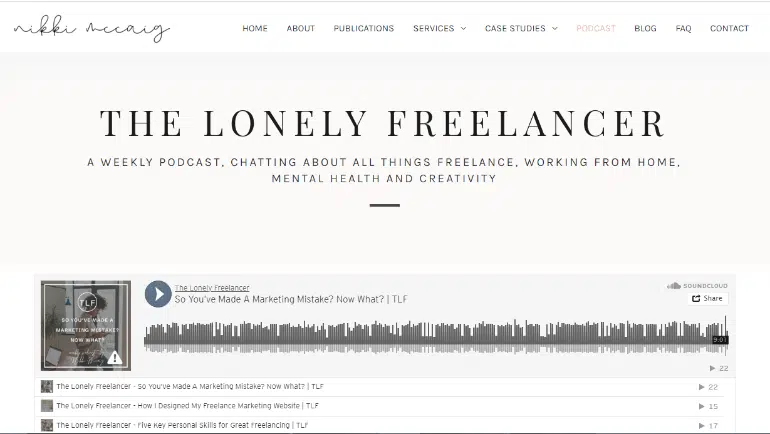 nikki mccaig
HOME ABOUT PUBLICATIONS SERVICES CASE STUDIES PODCAST BLOG FAQ CONTACT
THE LONELY FREELANCER
A WEEKLY PODCAST, CHATTING ABOUT ALL THINGS FREELANCE, WORKING FROM HOME,
MENTAL HEALTH AND CREATIVITY
TLF
SO YOU'VE MADE A
MARKETING MISTAKE?
NOW WHAT?
The Lonely Freelancer
So You've Made A Marketing Mistake? Now What? | TLF
SOUNDCLOUD
Share
9:01
22
The Lonely Freelancer - So You've Made A Marketing Mistake? Now What? | TLF 22
The Lonely Freelancer - How I Designed My Freelance Marketing Website | TLF 15
The Lonely Freelancer - Five Key Personal Skills for Great Freelancing | TLF 17